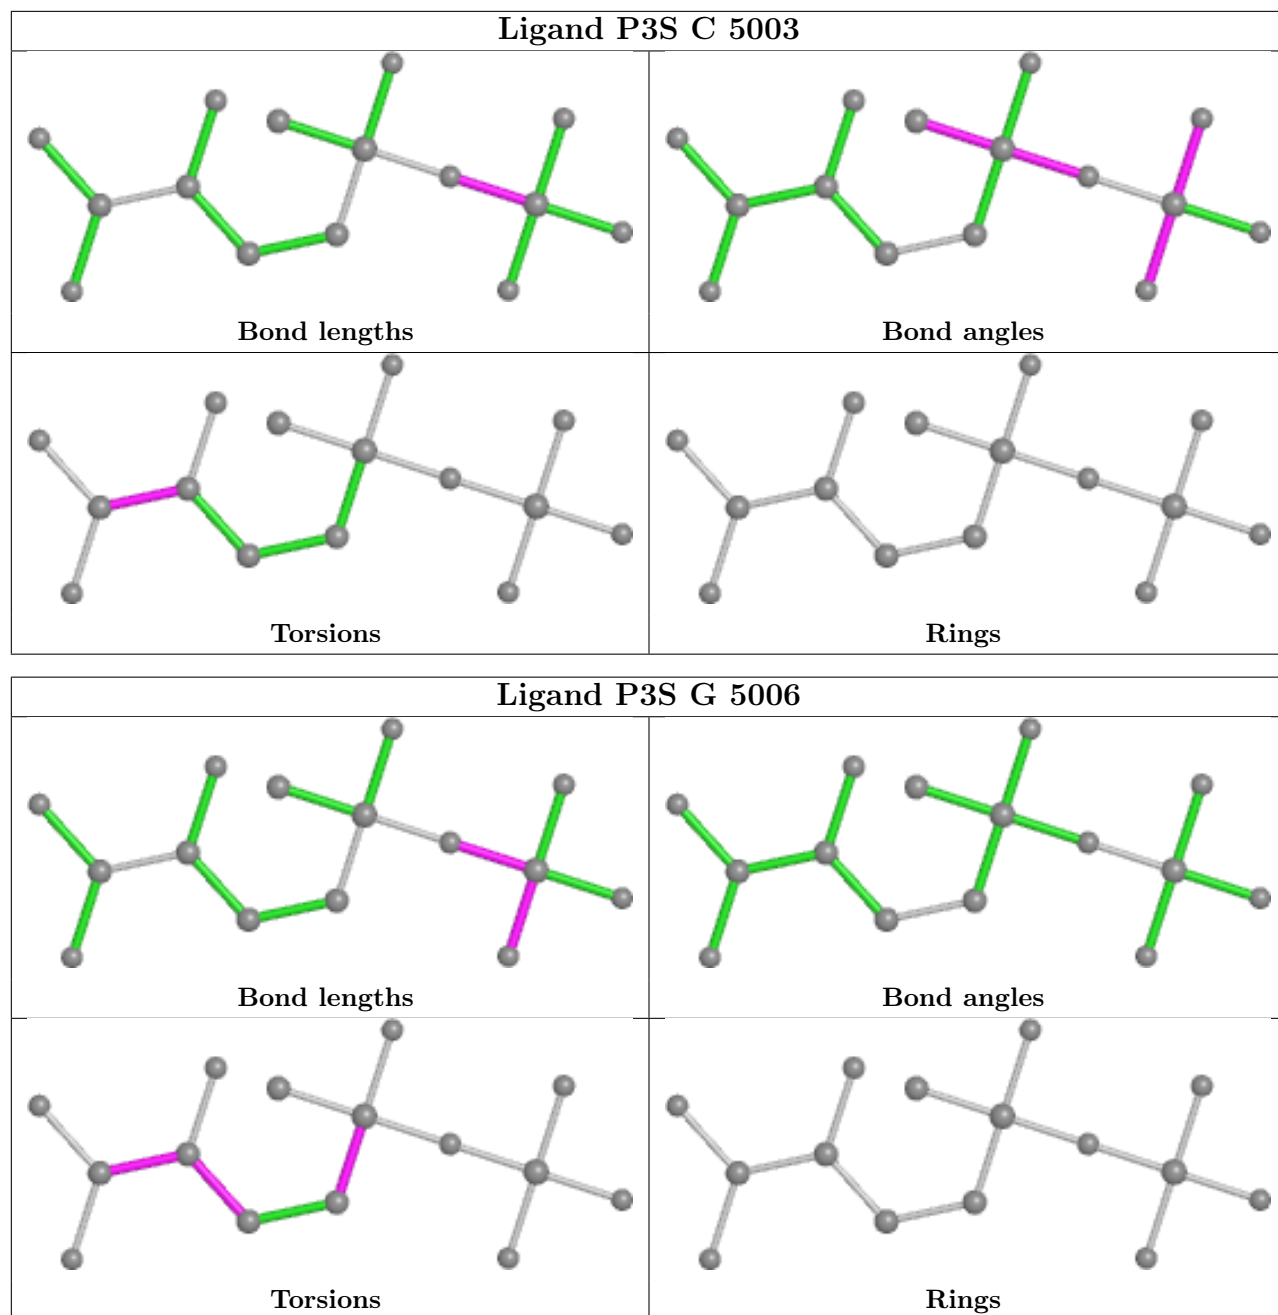 Ligand P3S C 5003
Bond lengths
Bond angles
Torsions
Rings
Ligand P3S G 5006
Bond lengths
Bond angles
Torsions
Rings